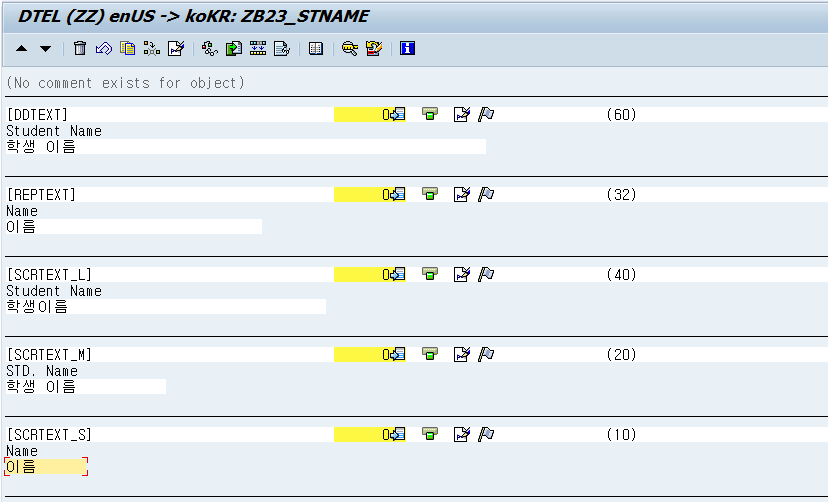 DTEL (ZZ) enUS -> koKR: ZB23_STNAME
(No comment exists for object)
[DDTEXT] 0 (60)
Student Name
학생 이름
[REPTEXT] 0 (32)
Name
이름
[SCRTEXT_L] 0 (40)
Student Name
학생이름
[SCRTEXT_M] 0 (20)
STD. Name
학생 이름
[SCRTEXT_S] 0 (10)
Name
이름